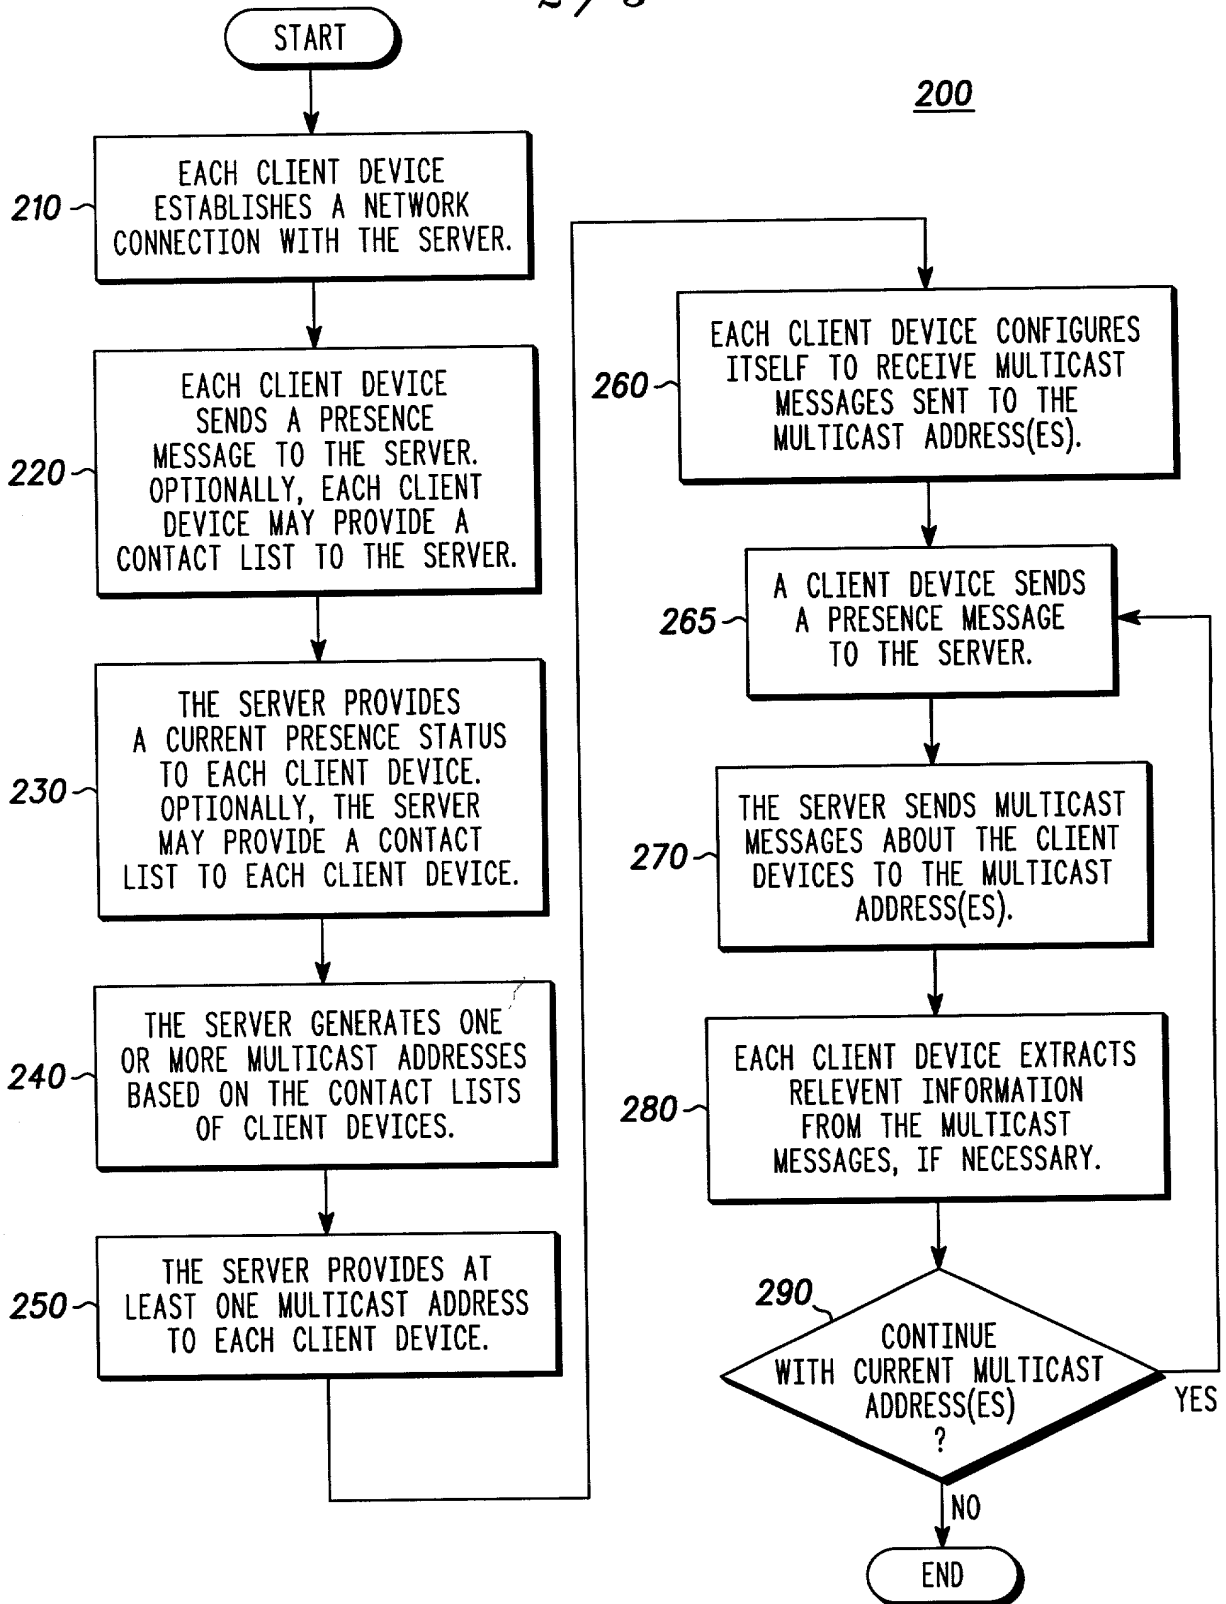 START
200
210
EACH CLIENT DEVICE
ESTABLISHES A NETWORK
CONNECTION WITH THE SERVER.
220
EACH CLIENT DEVICE
SENDS A PRESENCE
MESSAGE TO THE SERVER.
OPTIONALLY, EACH CLIENT
DEVICE MAY PROVIDE A
CONTACT LIST TO THE SERVER.
230
THE SERVER PROVIDES
A CURRENT PRESENCE STATUS
TO EACH CLIENT DEVICE.
OPTIONALLY, THE SERVER
MAY PROVIDE A CONTACT
LIST TO EACH CLIENT DEVICE.
240
THE SERVER GENERATES ONE
OR MORE MULTICAST ADDRESSES
BASED ON THE CONTACT LISTS
OF CLIENT DEVICES.
250
THE SERVER PROVIDES AT
LEAST ONE MULTICAST ADDRESS
TO EACH CLIENT DEVICE.
260
EACH CLIENT DEVICE CONFIGURES
ITSELF TO RECEIVE MULTICAST
MESSAGES SENT TO THE
MULTICAST ADDRESS(ES).
265
A CLIENT DEVICE SENDS
A PRESENCE MESSAGE
TO THE SERVER.
270
THE SERVER SENDS MULTICAST
MESSAGES ABOUT THE CLIENT
DEVICES TO THE MULTICAST
ADDRESS(ES).
280
EACH CLIENT DEVICE EXTRACTS
RELEVENT INFORMATION
FROM THE MULTICAST
MESSAGES, IF NECESSARY.
290
CONTINUE
WITH CURRENT MULTICAST
ADDRESS(ES)
?
YES
NO
END